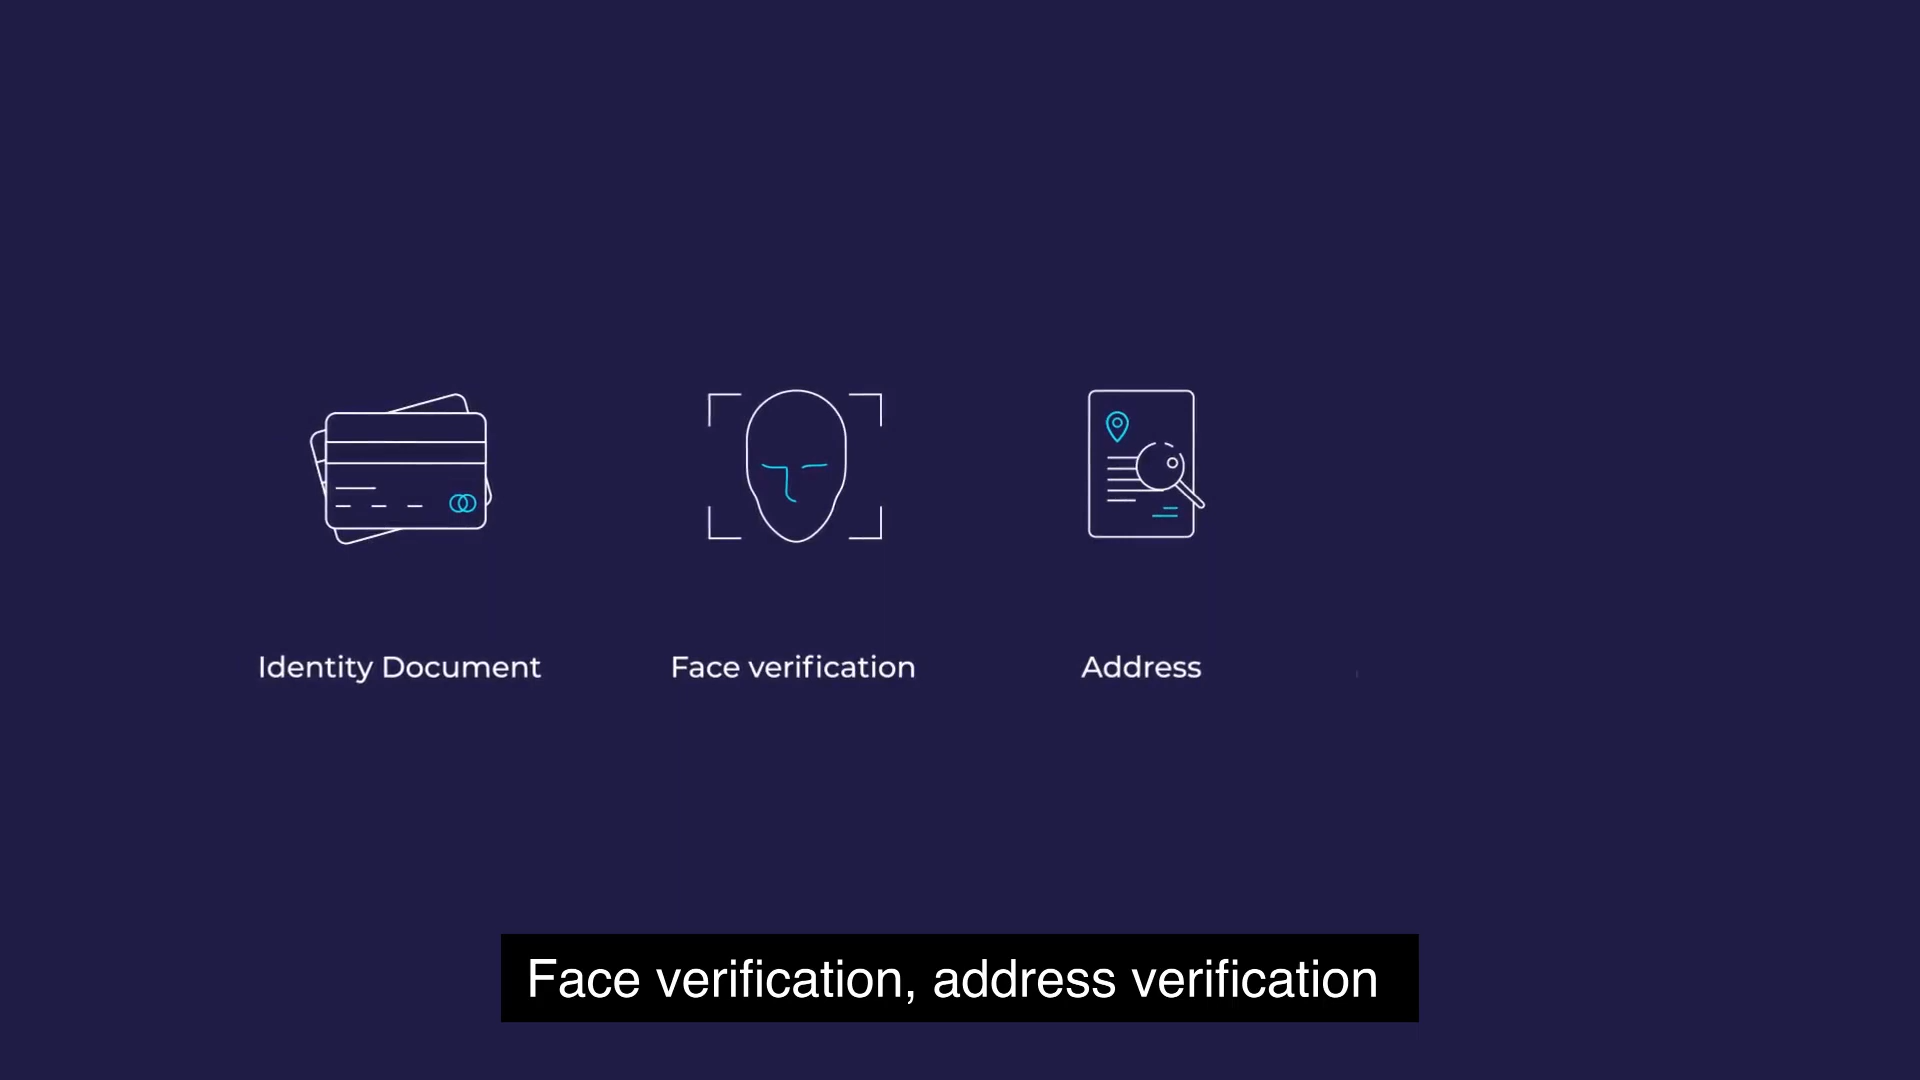 Identity Document
Face verification
Address
Face verification, address verification